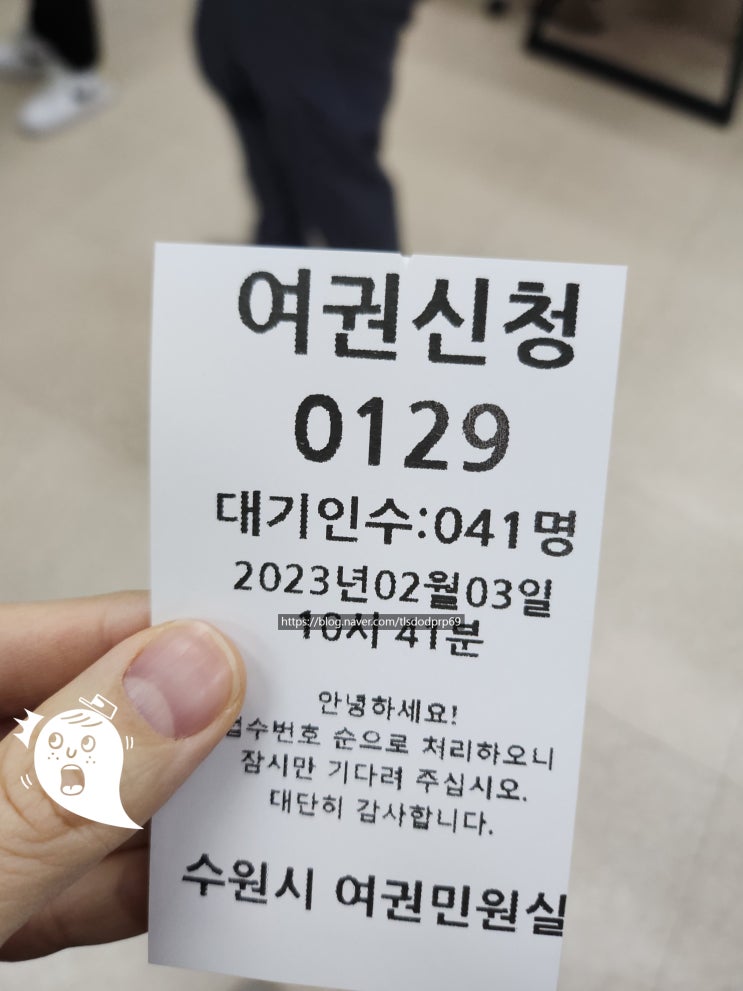 여권신청
0129
대기인수:041명
2023년02월03일
https://blog.naver.com/tlsdodprp69
10시 41분
안녕하세요!
접수번호 순으로 처리하오니
잠시만 기다려 주십시오.
대단히 감사합니다.
수원시 여권민원실